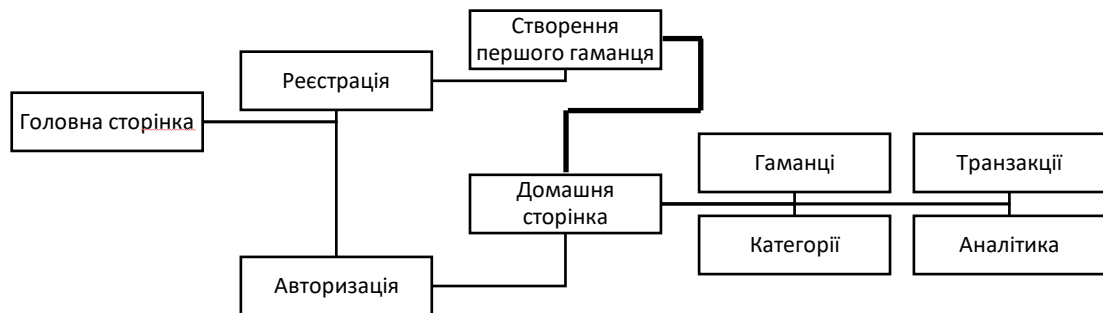 Створення
першого гаманця
Реєстрація
Головна сторінка
Гаманці
Транзакції
Домашня
сторінка
Категорії
Аналітика
Авторизація